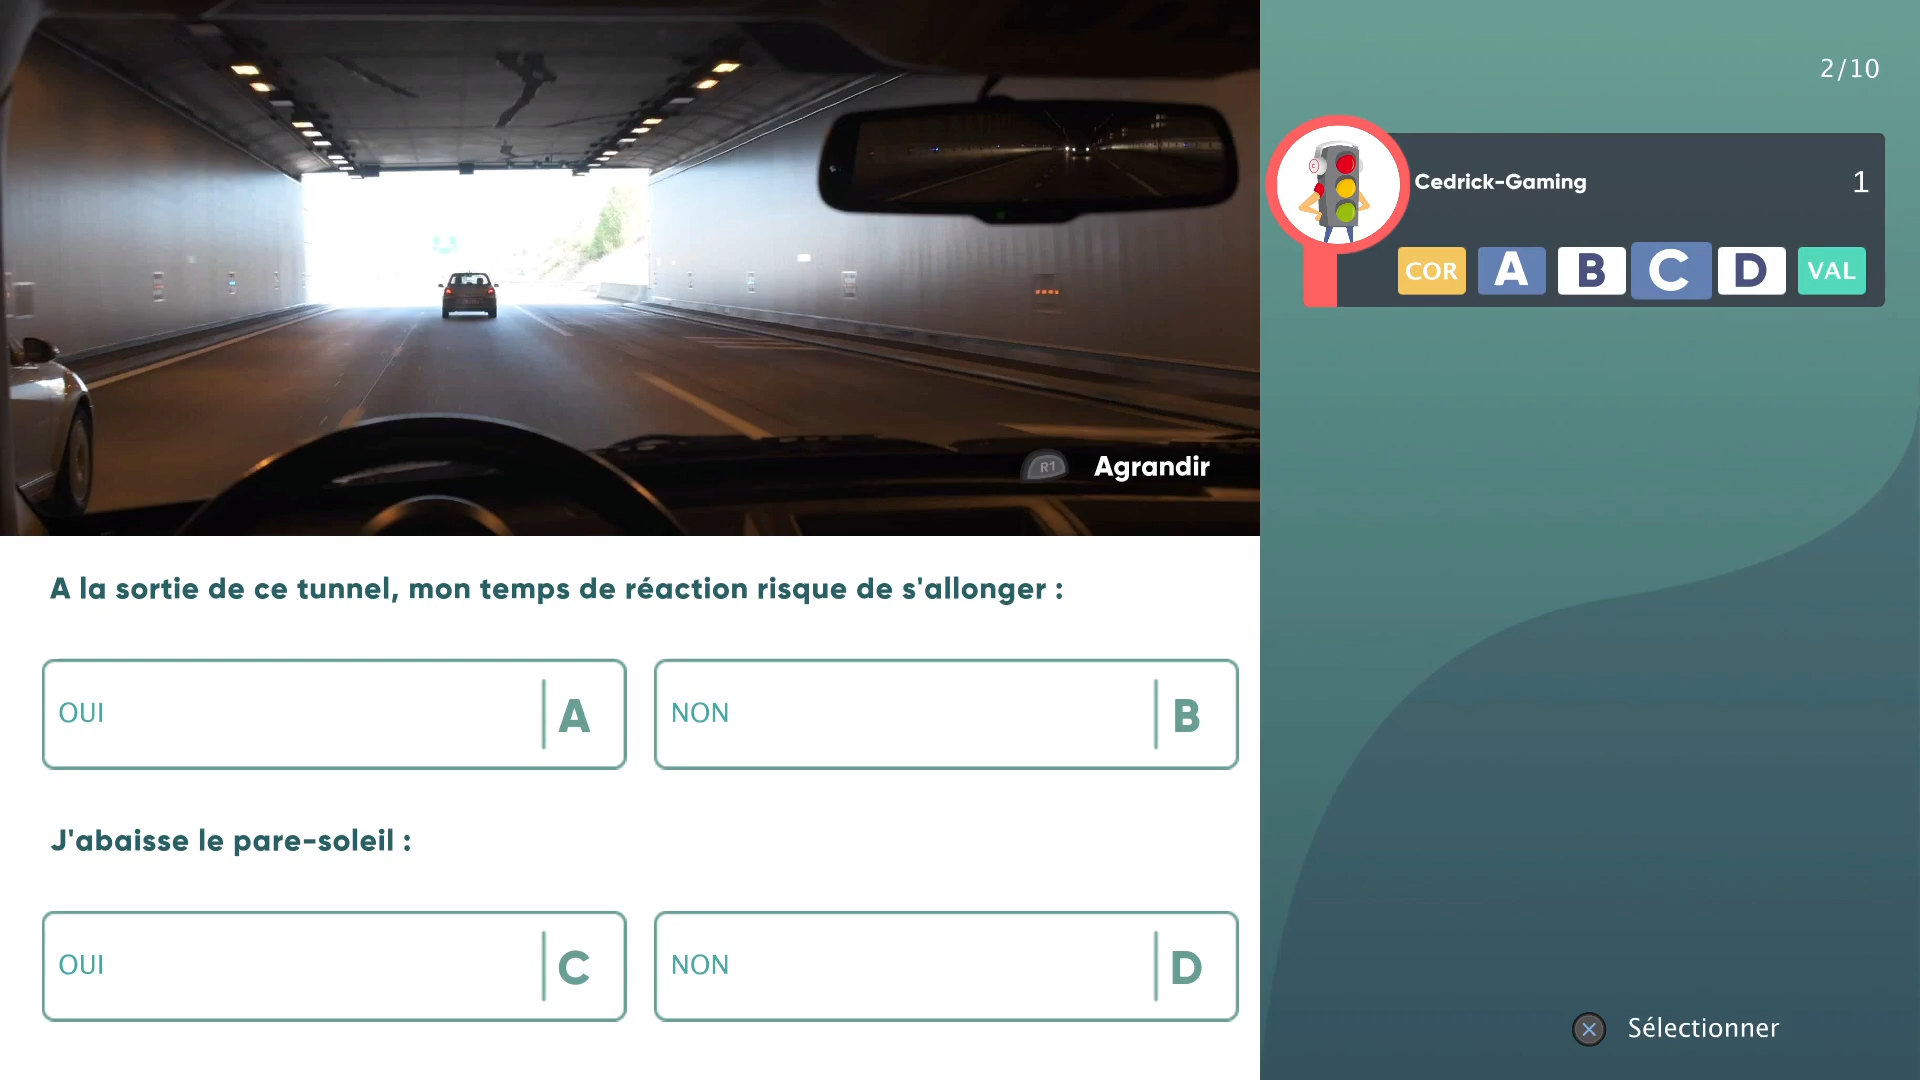 2/10
Cedrick-Gaming
1
COR
A
B
C
D
VAL
R1
Agrandir
A la sortie de ce tunnel, mon temps de réaction risque de s'allonger :
OUI
A
NON
B
J'abaisse le pare-soleil :
OUI
C
NON
D
Sélectionner